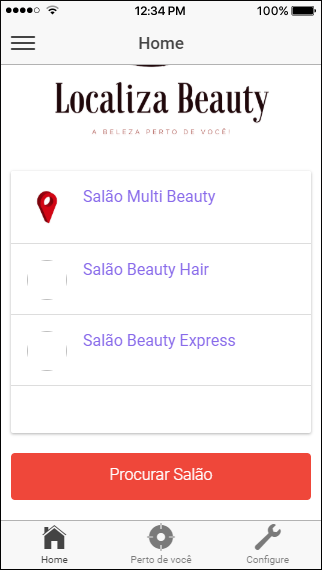 12:34 PM
100%
Home
Localiza Beauty
A BELEZA PERTO DE VOCÊ!
Salão Multi Beauty
Salão Beauty Hair
Salão Beauty Express
Procurar Salão
Home
Perto de você
Configure